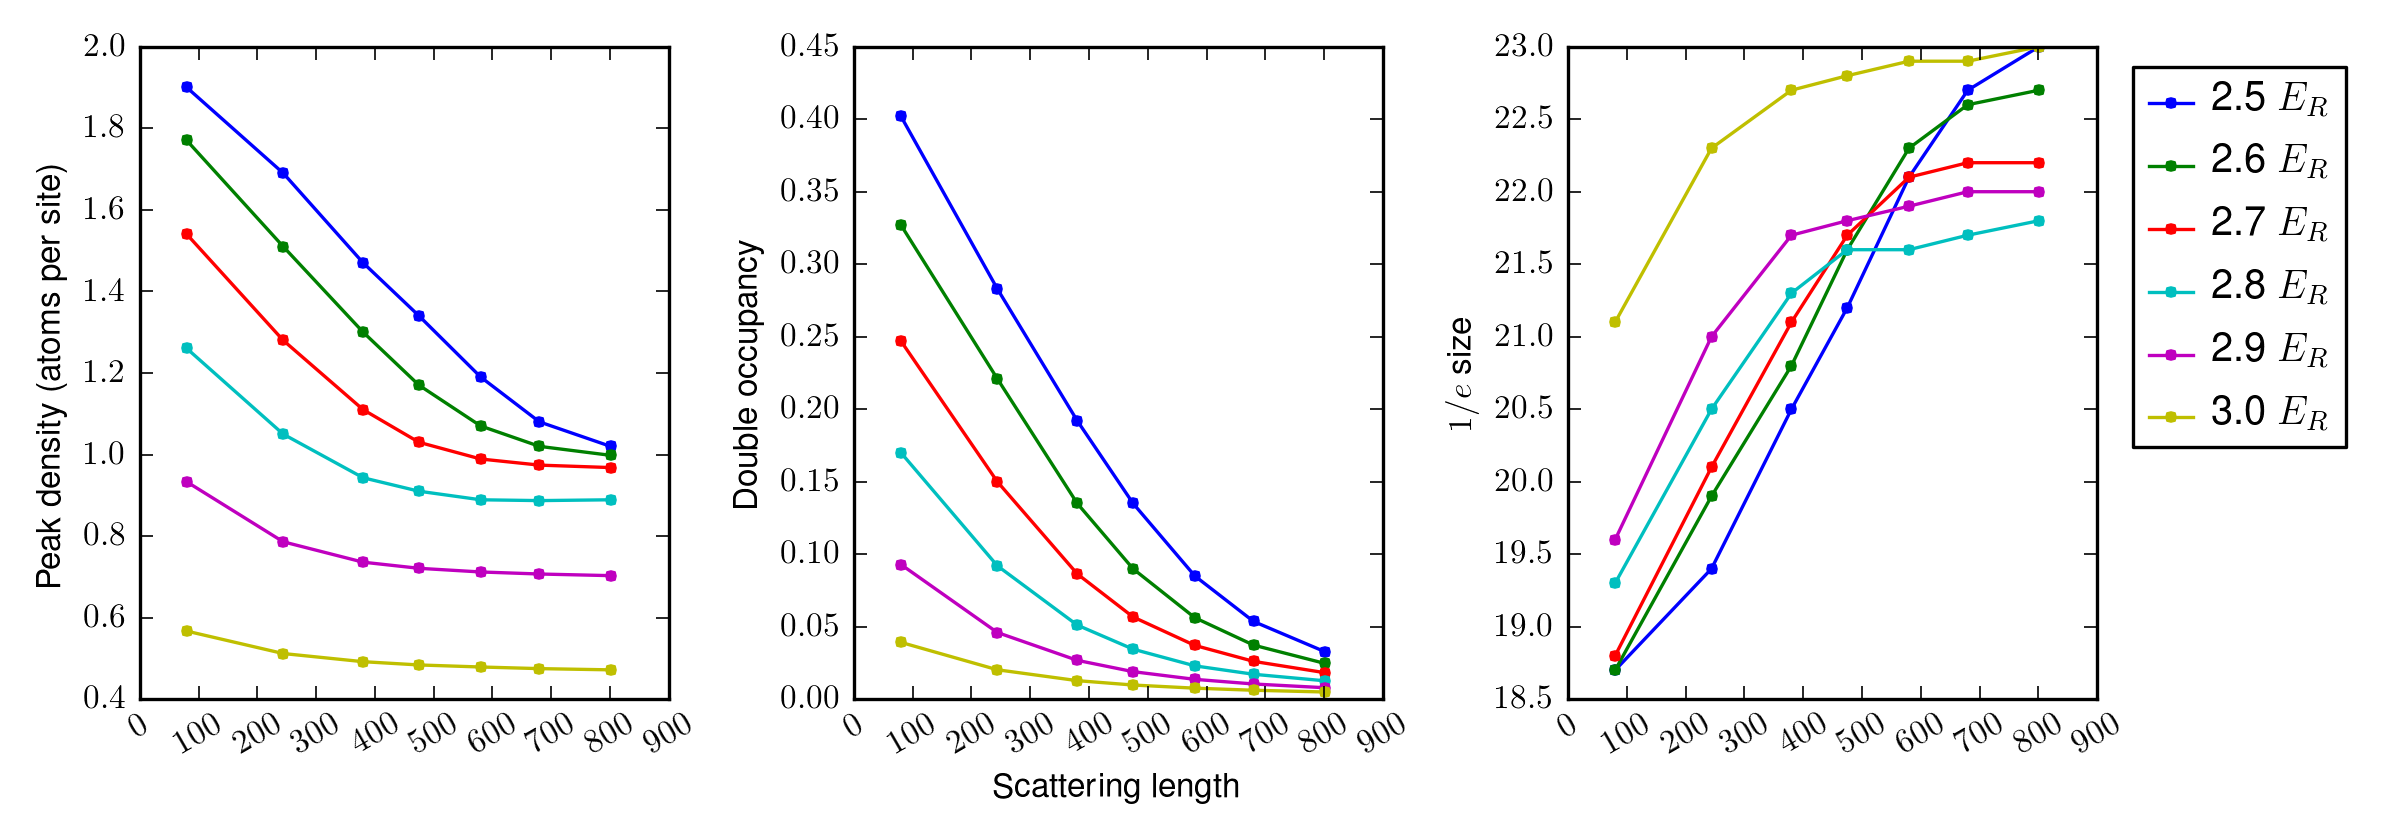 Peak density (atoms per site)
2.0
1.8
1.6
1.4
1.2
1.0
0.8
0.6
0.4
0 100 200 300 400 500 600 700 800 900
Double occupancy
0.45
0.40
0.35
0.30
0.25
0.20
0.15
0.10
0.05
0.00
0 100 200 300 400 500 600 700 800 900
Scattering length
1/e size
23.0
22.5
22.0
21.5
21.0
20.5
20.0
19.5
19.0
18.5
0 100 200 300 400 500 600 700 800 900
2.5 E_R
2.6 E_R
2.7 E_R
2.8 E_R
2.9 E_R
3.0 E_R